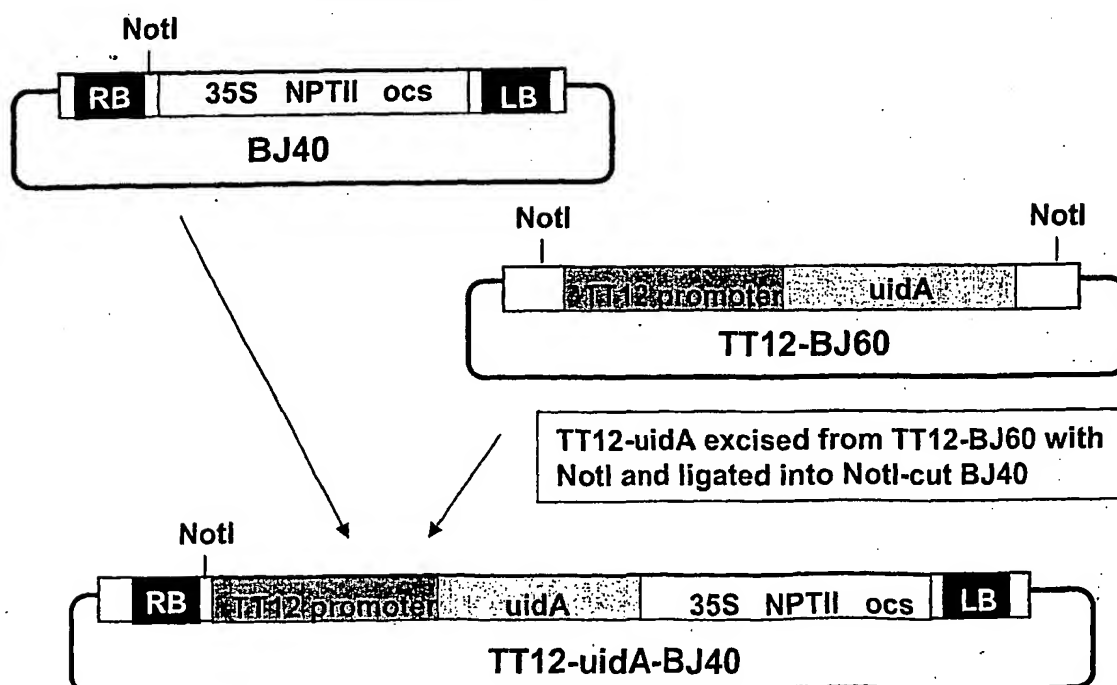 NotI
RB 35S NPTII ocs LB
BJ40
NotI NotI
TT12 promoter uidA
TT12-BJ60
TT12-uidA excised from TT12-BJ60 with
NotI and ligated into NotI-cut BJ40
NotI
RB TT12 promoter uidA 35S NPTII ocs LB
TT12-uidA-BJ40